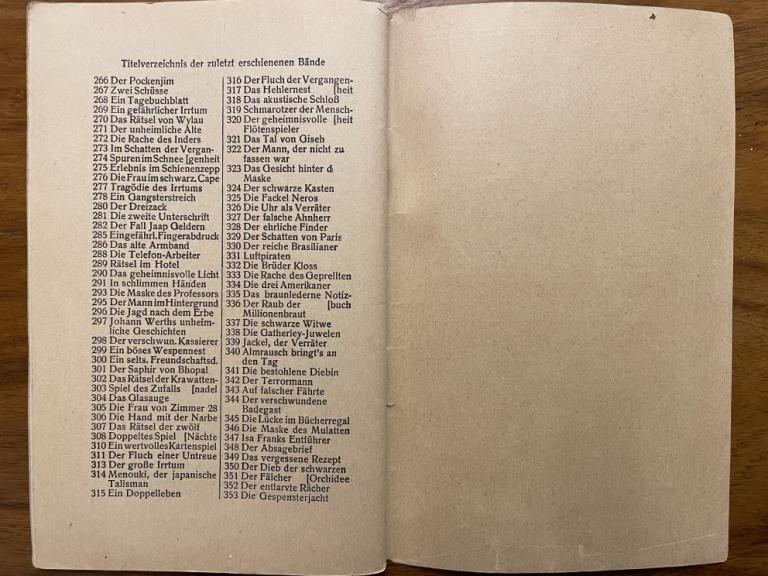 Titelverzeichnis der zuletzt erschienenen Bände
266 Der Pockenjim
267 Zwei Schüsse
268 Ein Tagebuchblatt
269 Ein gefährlicher Irrtum
270 Das Rätsel von Wylau
271 Der unheimliche Alte
272 Die Rache des Inders
273 Im Schatten der Vergan-
274 Spuren im Schnee [genheit
275 Erlebnis im Schienenzepp
276 Die Frau im schwarz. Cape
277 Tragödie des Irrtums
278 Ein Gangsterstreich
280 Der Dreizack
281 Die zweite Unterschrift
282 Der Fall Jaap Geldern
285 Eingefährl. Fingerabdruck
286 Das alte Armband
288 Die Telefon-Arbeiter
289 Rätsel im Hotel
290 Das geheimnisvolle Licht
291 In schlimmen Händen
293 Die Maske des Professors
295 Der Mann im Hintergrund
296 Die Jagd nach dem Erbe
297 Johann Werths unheim-
liche Geschichten
298 Der verschwun. Kassierer
299 Ein böses Wespennest
300 Ein selts. Freundschaftsd.
301 Der Saphir von Bhopal
302 Das Rätsel der Krawatten-
303 Spiel des Zufalls [nadel
304 Das Glasauge
305 Die Frau von Zimmer 28
306 Die Hand mit der Narbe
307 Das Rätsel der zwölf
308 Doppeltes Spiel [Nächte
310 Ein wertvolles Kartenspiel
311 Der Fluch einer Untreue
313 Der große Irrtum
314 Menouki, der japanische
Talisman
315 Ein Doppelleben
316 Der Fluch der Vergangen-
317 Das Hehlernest [heit
318 Das akustische Schloß
319 Schmarotzer der Mensch-
320 Der geheimnisvolle [heit
Flötenspieler
321 Das Tal von Giseh
322 Der Mann, der nicht zu
fassen war
323 Das Gesicht hinter d
Maske
324 Der schwarze Kasten
325 Die Fackel Neros
326 Die Uhr als Verräter
327 Der falsche Ahnherr
328 Der ehrliche Finder
329 Der Schatten von Paris
330 Der reiche Brasilianer
331 Luftpiraten
332 Die Brüder Kloss
333 Die Rache des Geprellten
334 Die drei Amerikaner
335 Das braunlederne Notiz-
336 Der Raub der [buch
Millionenbraut
337 Die schwarze Witwe
338 Die Gatherley-Juwelen
339 Jackel, der Verräter
340 Almrausch bringt's an
den Tag
341 Die bestohlene Diebin
342 Der Terrormann
343 Auf falscher Fährte
344 Der verschwundene
Badegast
345 Die Lücke im Bücherregal
346 Die Maske des Mulatten
347 Isa Franks Entführer
348 Der Absagebrief
349 Das vergessene Rezept
350 Der Dieb der schwarzen
351 Der Fälcher [Orchidee
352 Der entlarvte Rächer
353 Die Gespensterjacht